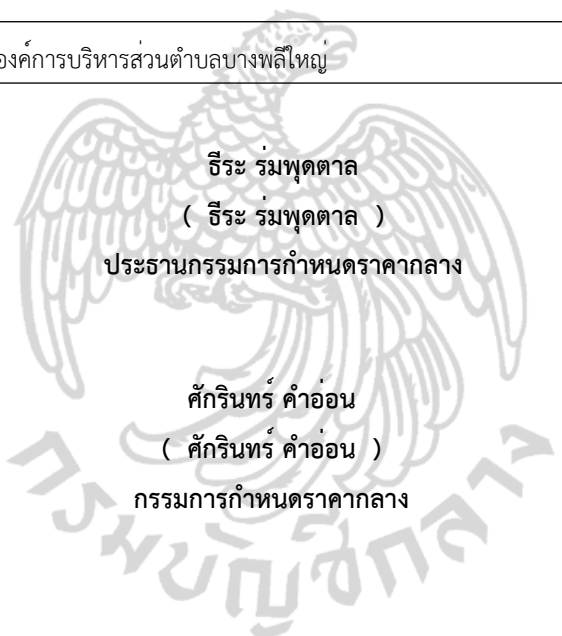 องค์การบริหารส่วนตำบลบางพลีใหญ่
ธีระ ร่มพุดตาล
( ธีระ ร่มพุดตาล )
ประธานกรรมการกำหนดราคากลาง
ศักรินทร์ คำอ่อน
( ศักรินทร์ คำอ่อน )
กรรมการกำหนดราคากลาง
กรมบัญชีกลาง